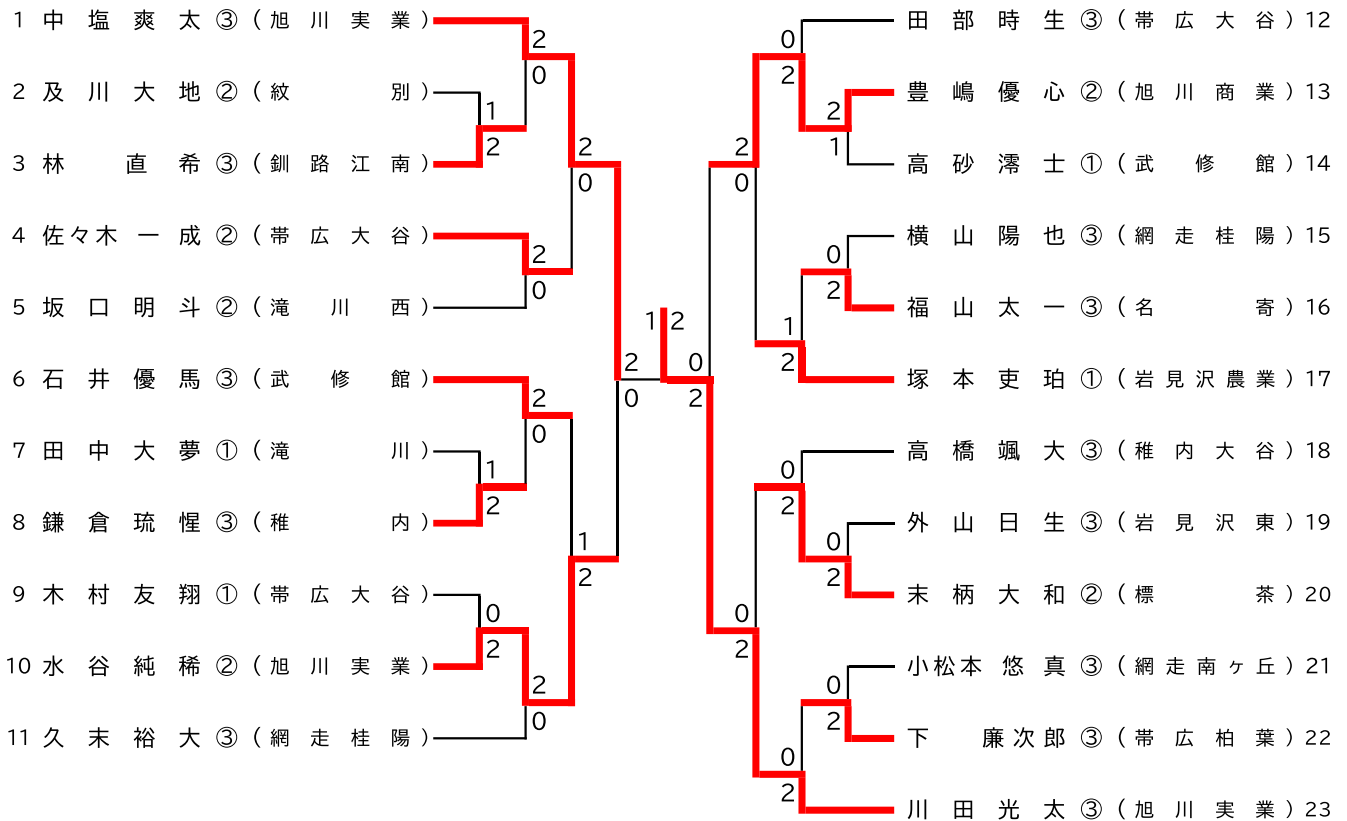 1 中塩爽太③(旭川実業)
2 及川大地②(紋別)
3 林直希③(釧路江南)
4 佐々木一成②(帯広大谷)
5 坂口明斗②(滝川西)
6 石井優馬③(武修館)
7 田中大夢①(滝川)
8 鎌倉琉惺③(稚内)
9 木村友翔①(帯広大谷)
10 水谷純稀②(旭川実業)
11 久末裕大③(網走桂陽)
2
0
1
2
2
0
2
0
2
0
1
2
1
2
0
2
2
0
2
0
1 2
0
2
2
0
0
2
2
1
0
2
1
2
0
2
0
2
0
2
0
2
0
2
田部時生③(帯広大谷)12
豊嶋優心②(旭川商業)13
高砂澪士①(武修館)14
横山陽也③(網走桂陽)15
福山太一③(名寄)16
塚本吏珀①(岩見沢農業)17
高橋颯大③(稚内大谷)18
外山日生③(岩見沢東)19
末柄大和②(標茶)20
小松本悠真③(網走南ヶ丘)21
下廉次郎③(帯広柏葉)22
川田光太③(旭川実業)23